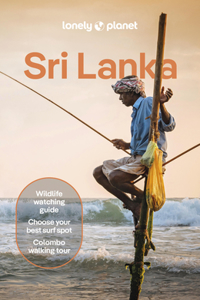 lonely planet
Sri Lanka
Wildlife
watching
guide
Choose your
best surf spot
Colombo
walking tour